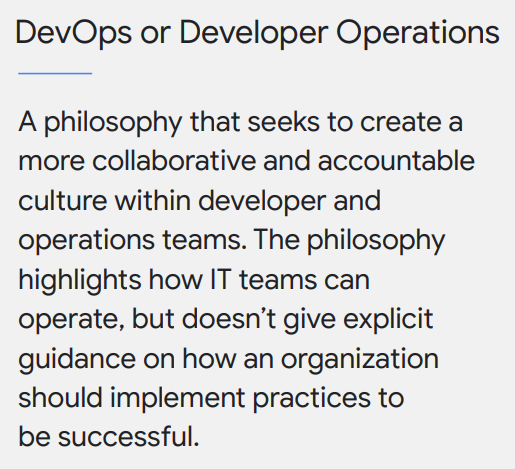 DevOps or Developer Operations
A philosophy that seeks to create a
more collaborative and accountable
culture within developer and
operations teams. The philosophy
highlights how IT teams can
operate, but doesn’t give explicit
guidance on how an organization
should implement practices to
be successful.